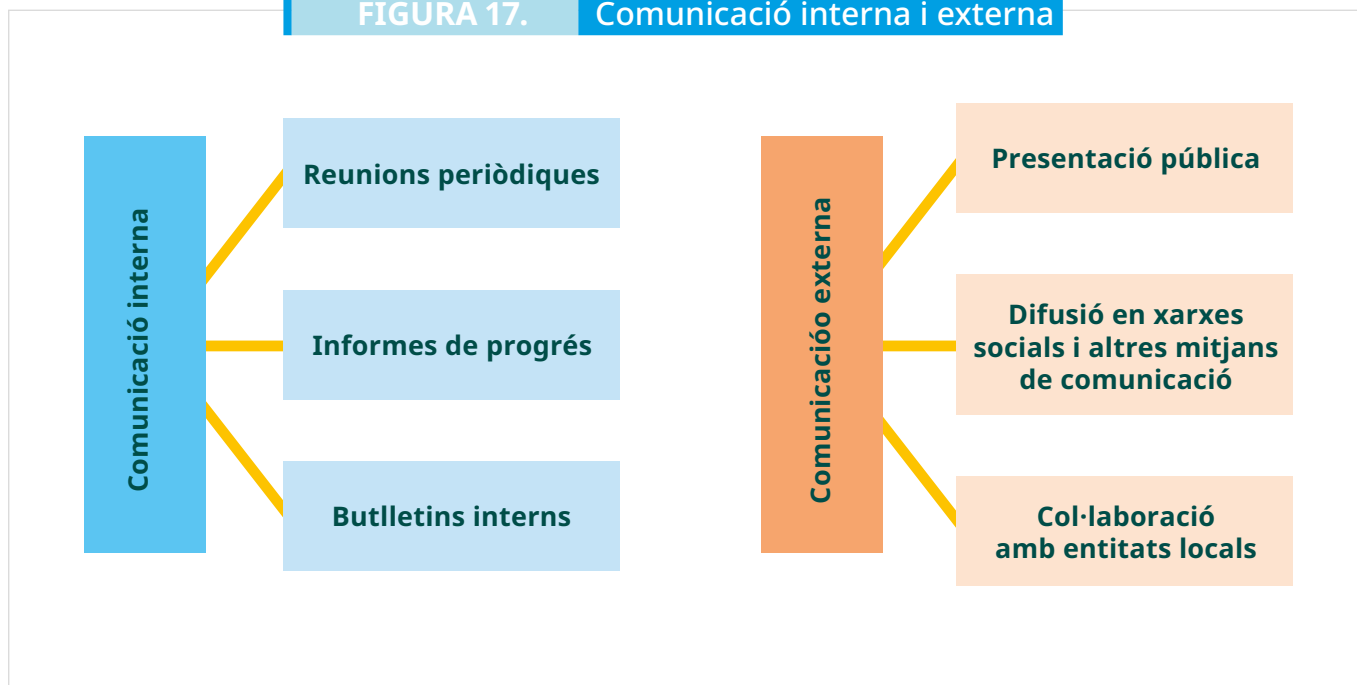 FIGURA 17. Comunicació interna i externa
Comunicació interna
Reunions periòdiques
Informes de progrés
Butlletins interns
Comunicacióo externa
Presentació pública
Difusió en xarxes
socials i altres mitjans
de comunicació
Col·laboració
amb entitats locals